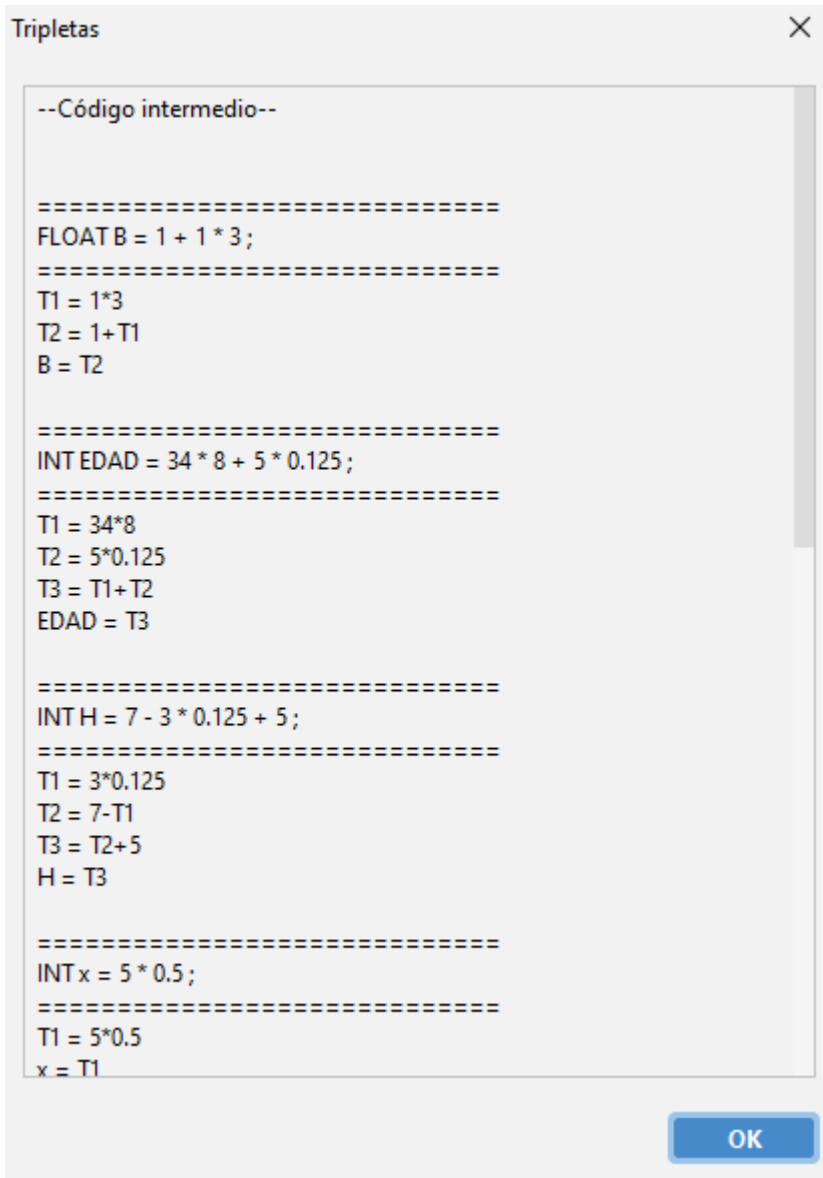 Tripletas
--Código intermedio--
=============================
FLOAT B = 1 + 1 * 3 ;
=============================
T1 = 1*3
T2 = 1+T1
B = T2
=============================
INT EDAD = 34 * 8 + 5 * 0.125 ;
=============================
T1 = 34*8
T2 = 5*0.125
T3 = T1+T2
EDAD = T3
=============================
INT H = 7 - 3 * 0.125 + 5 ;
=============================
T1 = 3*0.125
T2 = 7-T1
T3 = T2+5
H = T3
=============================
INT x = 5 * 0.5 ;
=============================
T1 = 5*0.5
x = T1
OK